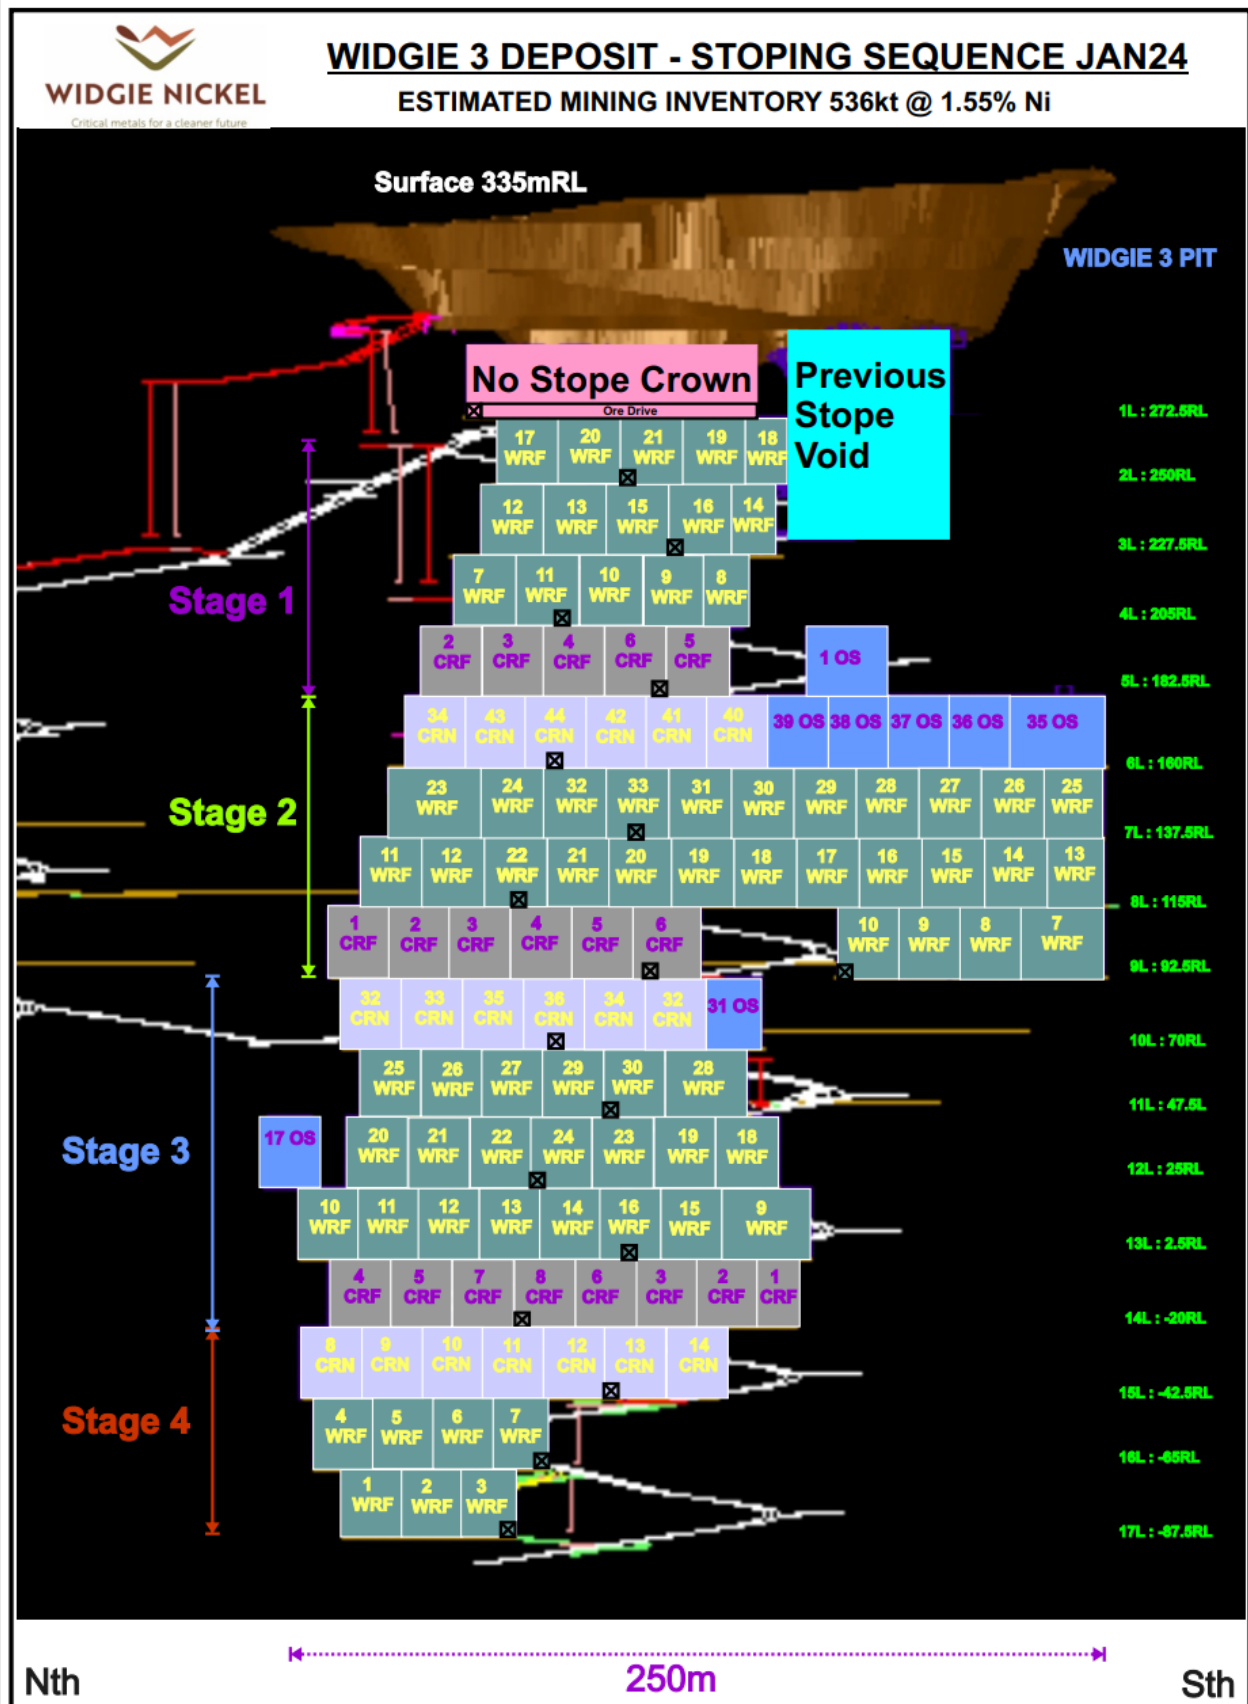 WIDGIE NICKEL
Critical metals for a cleaner future
WIDGIE 3 DEPOSIT - STOPING SEQUENCE JAN24
ESTIMATED MINING INVENTORY 536kt @ 1.55% Ni
Surface 335mRL
WIDGIE 3 PIT
No Stope Crown
Ore Drive
Previous
Stope
Void
1L : 272.5RL
17 20 21 19 18
WRF WRF WRF WRF WRF
2L : 250RL
12 13 15 16 14
WRF WRF WRF WRF WRF
3L : 227.5RL
Stage 1
7 11 10 9 8
WRF WRF WRF WRF WRF
4L : 205RL
2 3 4 6 5
CRF CRF CRF CRF CRF
1 OS
5L : 182.5RL
34 43 44 42 41 40
CRN CRN CRN CRN CRN CRN
39 OS 38 OS 37 OS 36 OS 35 OS
6L : 160RL
Stage 2
23 24 32 33 31 30 29 28 27 26 25
WRF WRF WRF WRF WRF WRF WRF WRF WRF WRF WRF
7L : 137.5RL
11 12 22 21 20 19 18 17 16 15 14 13
WRF WRF WRF WRF WRF WRF WRF WRF WRF WRF WRF WRF
8L : 115RL
1 2 3 4 5 6 10 9 8 7
CRF CRF CRF CRF CRF CRF WRF WRF WRF WRF
9L : 92.5RL
32 33 35 36 34 32
CRN CRN CRN CRN CRN CRN
31 OS
10L : 70RL
25 26 27 29 30 28
WRF WRF WRF WRF WRF WRF
11L : 47.5L
Stage 3
17 OS
20 21 22 24 23 19 18
WRF WRF WRF WRF WRF WRF WRF
12L : 25RL
10 11 12 13 14 16 15 9
WRF WRF WRF WRF WRF WRF WRF WRF
13L : 2.5RL
4 5 7 8 6 3 2 1
CRF CRF CRF CRF CRF CRF CRF CRF
14L : -20RL
8 9 10 11 12 13 14
CRN CRN CRN CRN CRN CRN CRN
15L : -42.5RL
Stage 4
4 5 6 7
WRF WRF WRF WRF
16L : -65RL
1 2 3
WRF WRF WRF
17L : -87.5RL
Nth
250m
Sth